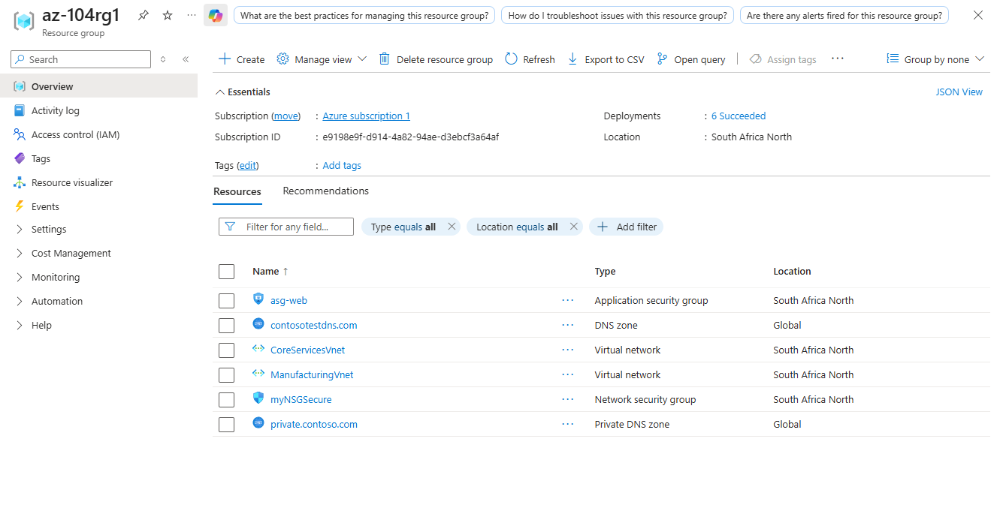 az-104rg1
Resource group
What are the best practices for managing this resource group?
How do I troubleshoot issues with this resource group?
Are there any alerts fired for this resource group?
Search
Create
Manage view
Delete resource group
Refresh
Export to CSV
Open query
Assign tags
Group by none
Overview
Activity log
Access control (IAM)
Tags
Resource visualizer
Events
Settings
Cost Management
Monitoring
Automation
Help
Essentials
JSON View
Subscription (move) : Azure subscription 1
Deployments : 6 Succeeded
Subscription ID : e9198e9f-d914-4a82-94ae-d3ebcf3a64af
Location : South Africa North
Tags (edit) : Add tags
Resources
Recommendations
Filter for any field...
Type equals all
Location equals all
Add filter
Name ↑ Type Location
asg-web ... Application security group South Africa North
contosotestdns.com ... DNS zone Global
CoreServicesVnet ... Virtual network South Africa North
ManufacturingVnet ... Virtual network South Africa North
myNSGSecure ... Network security group South Africa North
private.contoso.com ... Private DNS zone Global